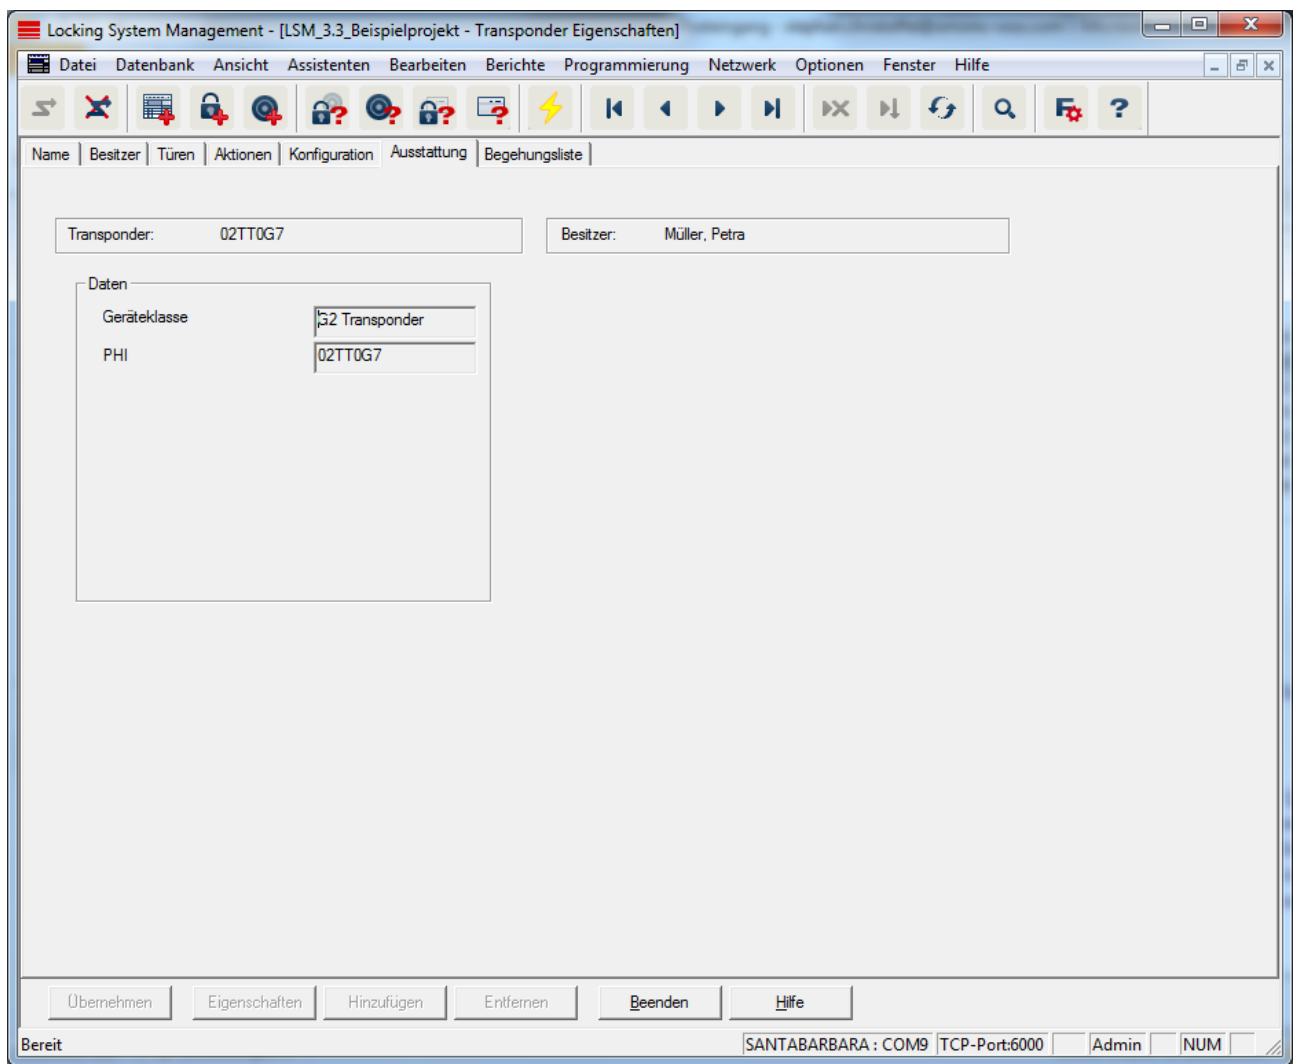 Locking System Management - [LSM_3.3_Beispielprojekt - Transponder Eigenschaften]
Datei Datenbank Ansicht Assistenten Bearbeiten Berichte Programmierung Netzwerk Optionen Fenster Hilfe
Name Besitzer Türen Aktionen Konfiguration Ausstattung Begehungsliste
Transponder: 02TT0G7 Besitzer: Müller, Petra
Daten
Geräteklasse G2 Transponder
PHI 02TT0G7
Übernehmen Eigenschaften Hinzufügen Entfernen Beenden Hilfe
Bereit SANTABARBARA : COM9 TCP-Port:6000 Admin NUM